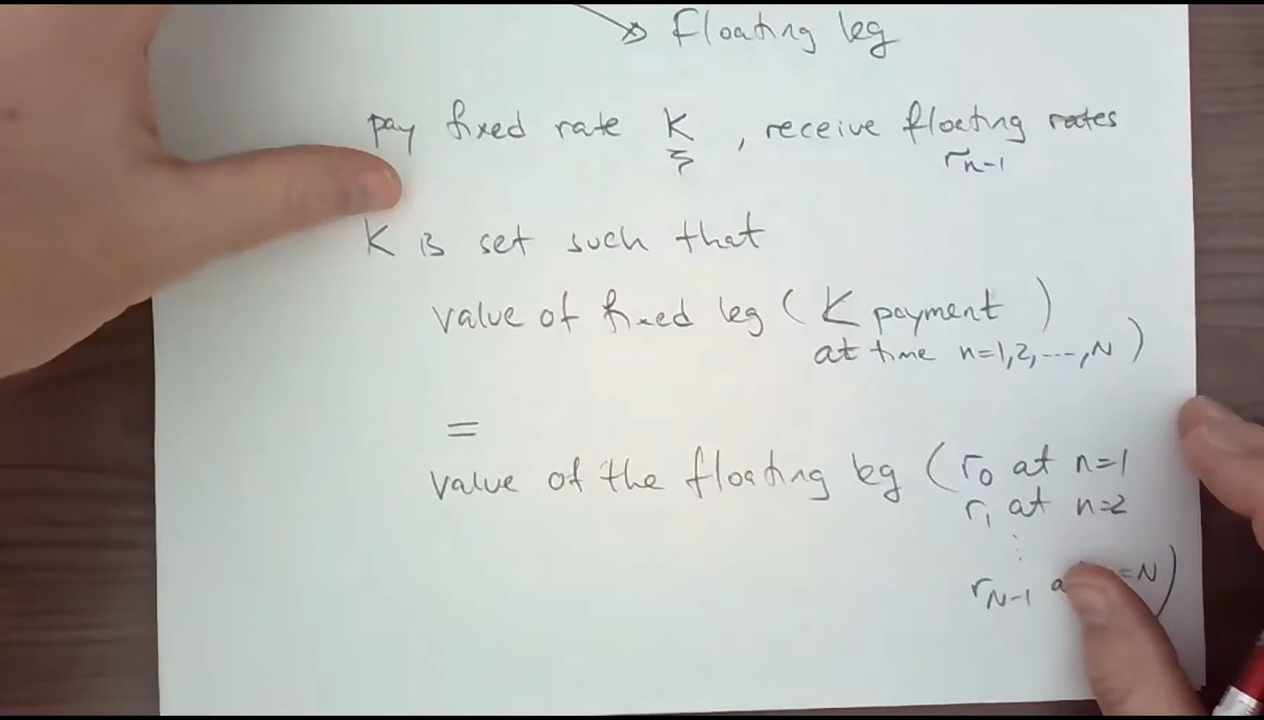 Floating leg
pay fixed rate K , receive floating rates
r_{n-1}
K is set such that
value of fixed leg ( K payment )
at time n=1,2,----,N )
=
value of the floating leg ( r_0 at n=1
r_1 at n=2
⋮
r_{N-1} a =N )